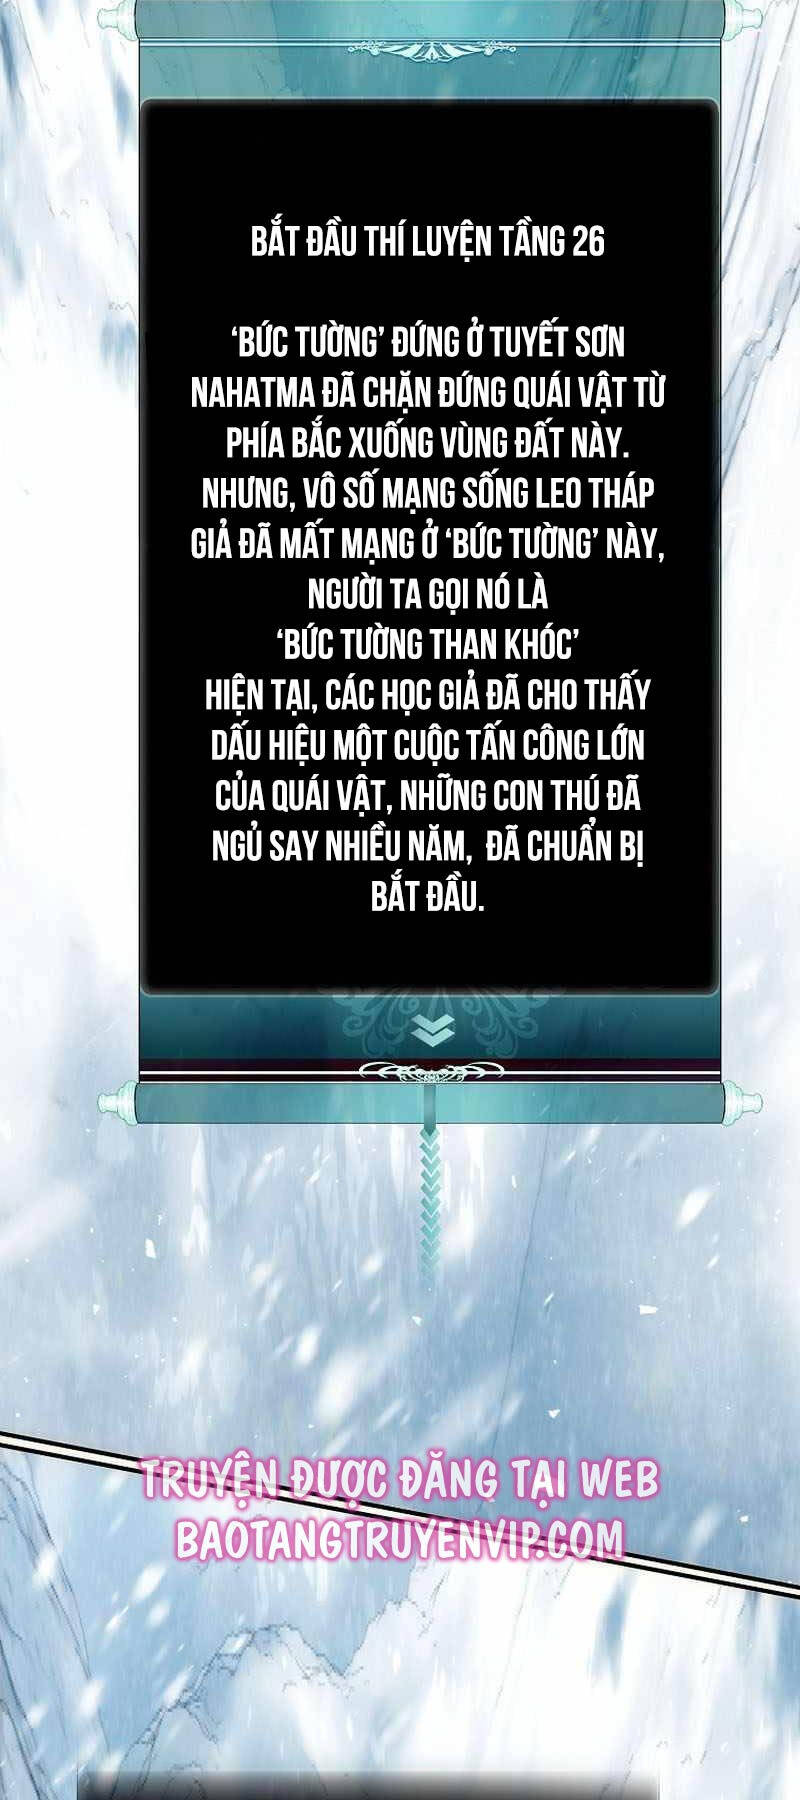 BẮT ĐẦU THÍ LUYỆN TẦNG 26
‘BỨC TƯỜNG’ ĐỨNG Ở TUYẾT SƠN
NAHATMA ĐÃ CHẶN ĐỨNG QUÁI VẬT TỪ
PHÍA BẮC XUỐNG VÙNG ĐẤT NÀY.
NHƯNG, VÔ SỐ MẠNG SỐNG LEO THÁP
GIẢ ĐÃ MẤT MẠNG Ở ‘BỨC TƯỜNG’ NÀY,
NGƯỜI TA GỌI NÓ LÀ
‘BỨC TƯỜNG THAN KHÓC’
HIỆN TẠI, CÁC HỌC GIẢ ĐÃ CHO THẤY
DẤU HIỆU MỘT CUỘC TẤN CÔNG LỚN
CỦA QUÁI VẬT, NHỮNG CON THÚ ĐÃ
NGỦ SAY NHIỀU NĂM, ĐÃ CHUẨN BỊ
BẮT ĐẦU.
TRUYỆN ĐƯỢC ĐĂNG TẠI WEB
BAOTANGTRUYENVIP.COM